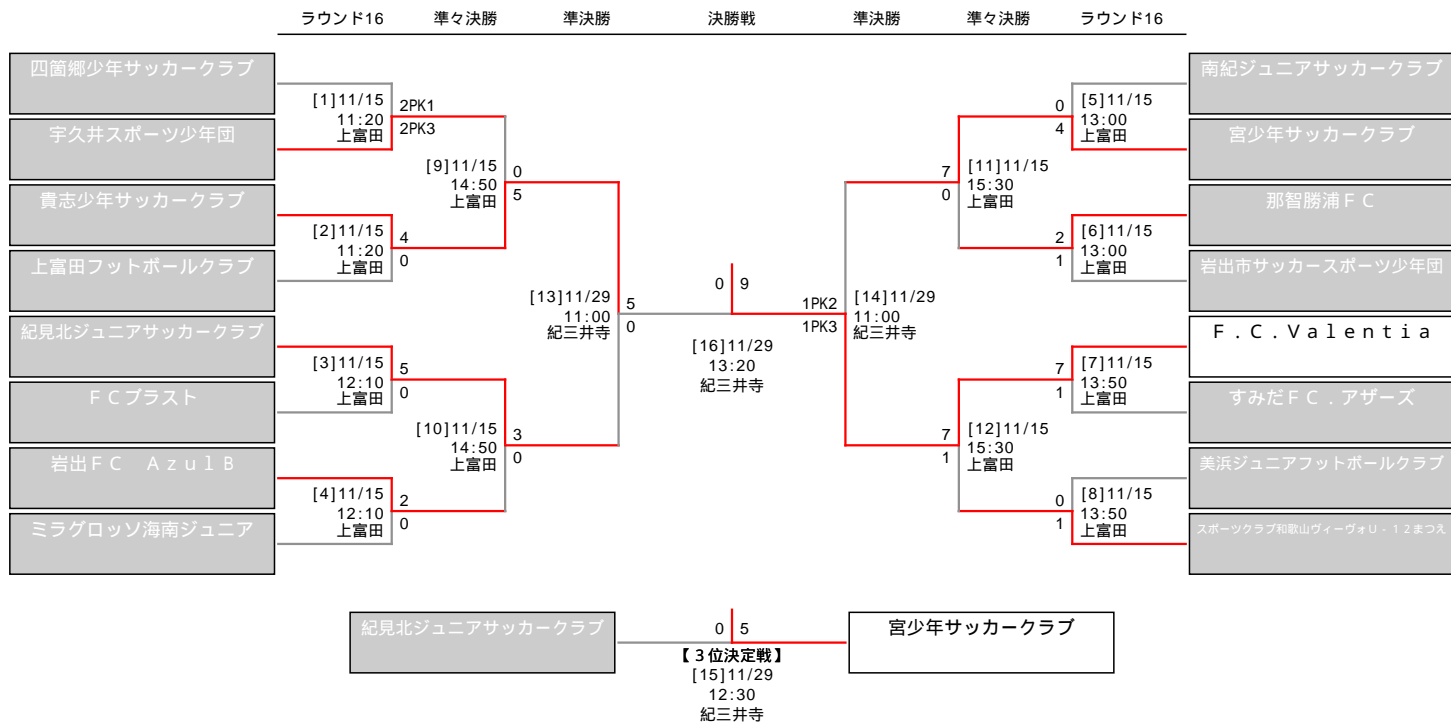 ラウンド16 準々決勝 準決勝 決勝戦 準決勝 準々決勝 ラウンド16
四箇郷少年サッカークラブ
宇久井スポーツ少年団
貴志少年サッカークラブ
上富田フットボールクラブ
紀見北ジュニアサッカークラブ
ＦＣブラスト
岩出ＦＣ　ＡｚｕｌＢ
ミラグロッソ海南ジュニア
[1]11/15
11:20
上富田
2PK1
2PK3
[2]11/15
11:20
上富田
4
0
[3]11/15
12:10
上富田
5
0
[4]11/15
12:10
上富田
2
0
[9]11/15
14:50
上富田
0
5
[10]11/15
14:50
上富田
3
0
[13]11/29
11:00
紀三井寺
5
0
0 9
[16]11/29
13:20
紀三井寺
1PK2
1PK3
[14]11/29
11:00
紀三井寺
7
0
[11]11/15
15:30
上富田
7
1
[12]11/15
15:30
上富田
0
4
[5]11/15
13:00
上富田
2
1
[6]11/15
13:00
上富田
7
1
[7]11/15
13:50
上富田
0
1
[8]11/15
13:50
上富田
南紀ジュニアサッカークラブ
宮少年サッカークラブ
那智勝浦ＦＣ
岩出市サッカースポーツ少年団
Ｆ．Ｃ．Ｖａｌｅｎｔｉａ
すみだＦＣ．アザーズ
美浜ジュニアフットボールクラブ
スポーツクラブ和歌山ヴィーヴォＵ‐１２まつえ
紀見北ジュニアサッカークラブ
0 5
宮少年サッカークラブ
【３位決定戦】
[15]11/29
12:30
紀三井寺